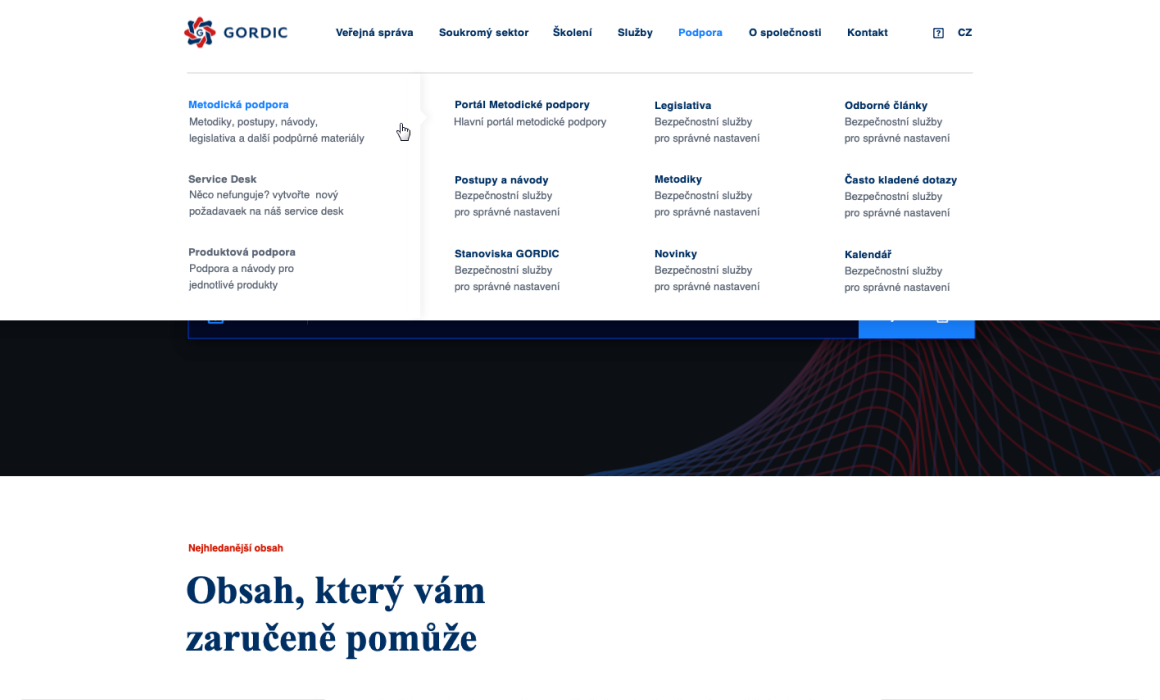 GORDIC
Veřejná správa
Soukromý sektor
Školení
Služby
Podpora
O společnosti
Kontakt
?
CZ
Metodická podpora
Metodiky, postupy, návody,
legislativa a další podpůrné materiály
Service Desk
Něco nefunguje? vytvořte nový
požadavaek na náš service desk
Produktová podpora
Podpora a návody pro
jednotlivé produkty
Portál Metodické podpory
Hlavní portál metodické podpory
Legislativa
Bezpečnostní služby
pro správné nastavení
Odborné články
Bezpečnostní služby
pro správné nastavení
Postupy a návody
Bezpečnostní služby
pro správné nastavení
Metodiky
Bezpečnostní služby
pro správné nastavení
Často kladené dotazy
Bezpečnostní služby
pro správné nastavení
Stanoviska GORDIC
Bezpečnostní služby
pro správné nastavení
Novinky
Bezpečnostní služby
pro správné nastavení
Kalendář
Bezpečnostní služby
pro správné nastavení
Nejhledanější obsah
Obsah, který vám
zaručeně pomůže